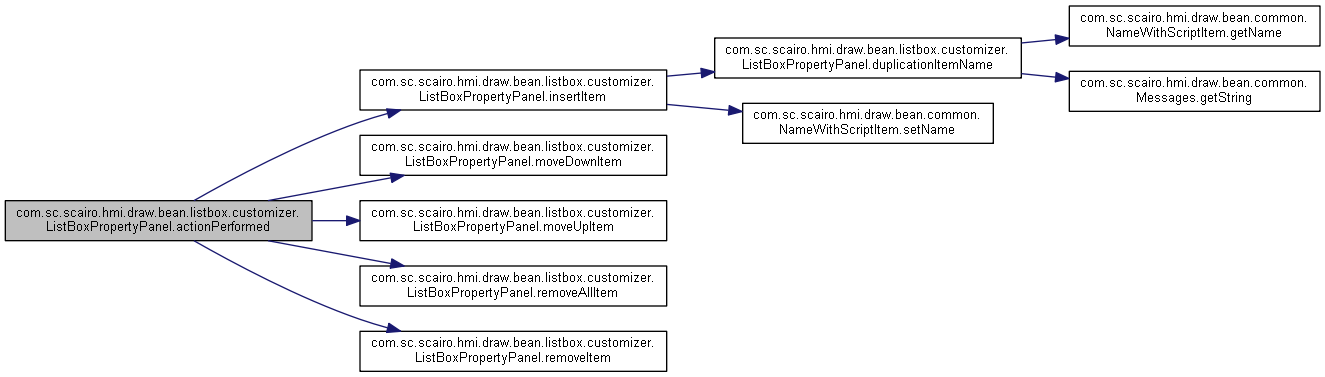 com.sc.scairo.hmi.draw.bean.listbox.customizer.
ListBoxPropertyPanel.actionPerformed
com.sc.scairo.hmi.draw.bean.listbox.customizer.
ListBoxPropertyPanel.insertItem
com.sc.scairo.hmi.draw.bean.listbox.customizer.
ListBoxPropertyPanel.duplicationItemName
com.sc.scairo.hmi.draw.bean.common.
NameWithScriptItem.getName
com.sc.scairo.hmi.draw.bean.common.
Messages.getString
com.sc.scairo.hmi.draw.bean.common.
NameWithScriptItem.setName
com.sc.scairo.hmi.draw.bean.listbox.customizer.
ListBoxPropertyPanel.moveDownItem
com.sc.scairo.hmi.draw.bean.listbox.customizer.
ListBoxPropertyPanel.moveUpItem
com.sc.scairo.hmi.draw.bean.listbox.customizer.
ListBoxPropertyPanel.removeAllItem
com.sc.scairo.hmi.draw.bean.listbox.customizer.
ListBoxPropertyPanel.removeItem